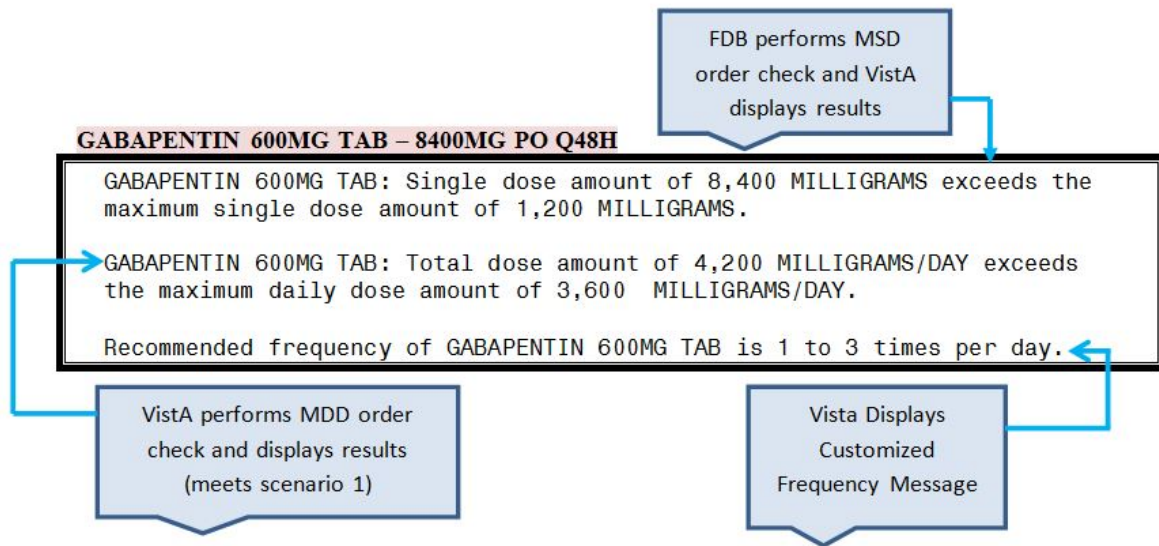 FDB performs MSD
order check and VistA
displays results
GABAPENTIN 600MG TAB – 8400MG PO Q48H
GABAPENTIN 600MG TAB: Single dose amount of 8,400 MILLIGRAMS exceeds the
maximum single dose amount of 1,200 MILLIGRAMS.
GABAPENTIN 600MG TAB: Total dose amount of 4,200 MILLIGRAMS/DAY exceeds
the maximum daily dose amount of 3,600 MILLIGRAMS/DAY.
Recommended frequency of GABAPENTIN 600MG TAB is 1 to 3 times per day.
VistA performs MDD order
check and displays results
(meets scenario 1)
Vista Displays
Customized
Frequency Message